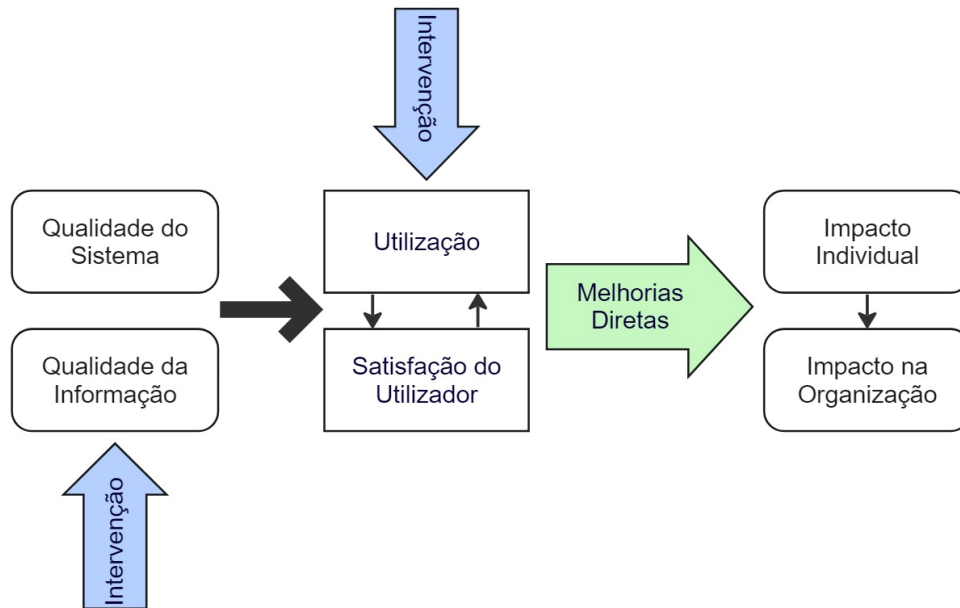 Intervenção
Qualidade do
Sistema
Utilização
Impacto
Individual
Melhorias
Diretas
Qualidade da
Informação
Satisfação do
Utilizador
Impacto na
Organização
Intervenção